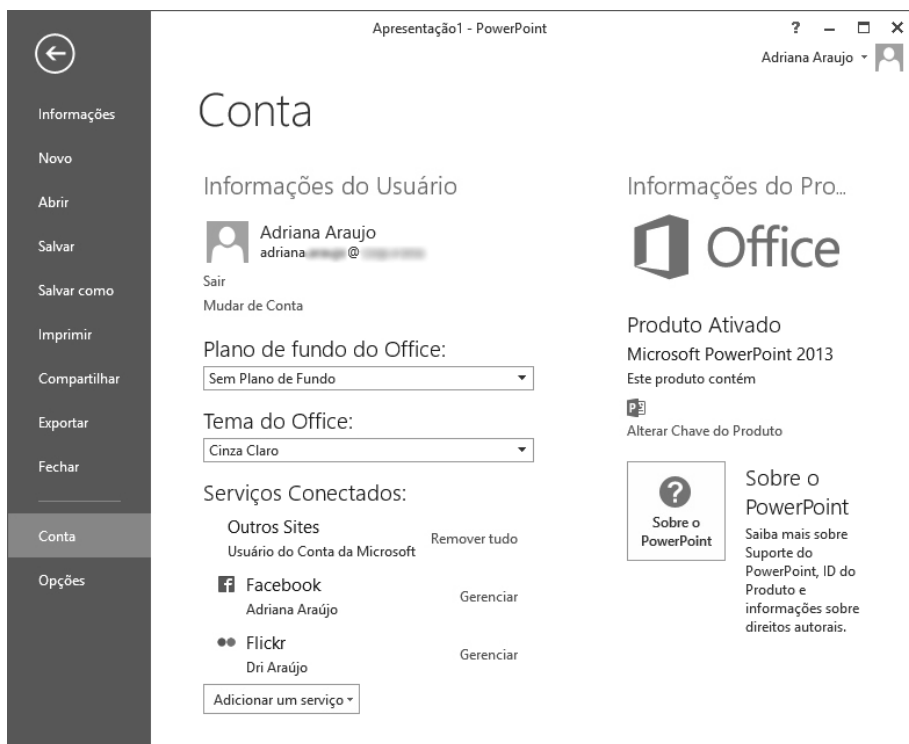 Apresentação1 - PowerPoint
?
Adriana Araujo
Informações
Novo
Abrir
Salvar
Salvar como
Imprimir
Compartilhar
Exportar
Fechar
Conta
Opções
Conta
Informações do Usuário
Adriana Araujo
adriana @
Sair
Mudar de Conta
Plano de fundo do Office:
Sem Plano de Fundo
Tema do Office:
Cinza Claro
Serviços Conectados:
Outros Sites
Usuário do Conta da Microsoft
Remover tudo
Facebook
Adriana Araújo
Gerenciar
Flickr
Dri Araújo
Gerenciar
Adicionar um serviço
Informações do Pro...
Office
Produto Ativado
Microsoft PowerPoint 2013
Este produto contém
Alterar Chave do Produto
Sobre o
PowerPoint
Sobre o
PowerPoint
Saiba mais sobre
Suporte do
PowerPoint, ID do
Produto e
informações sobre
direitos autorais.